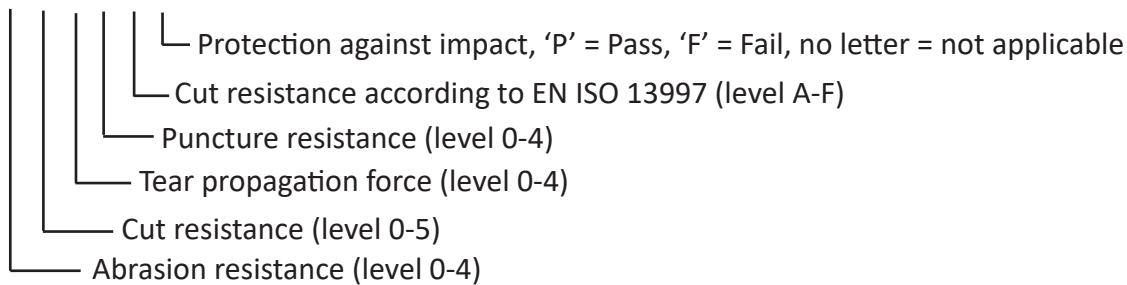 Protection against impact, ‘P’ = Pass, ‘F’ = Fail, no letter = not applicable
Cut resistance according to EN ISO 13997 (level A-F)
Puncture resistance (level 0-4)
Tear propagation force (level 0-4)
Cut resistance (level 0-5)
Abrasion resistance (level 0-4)